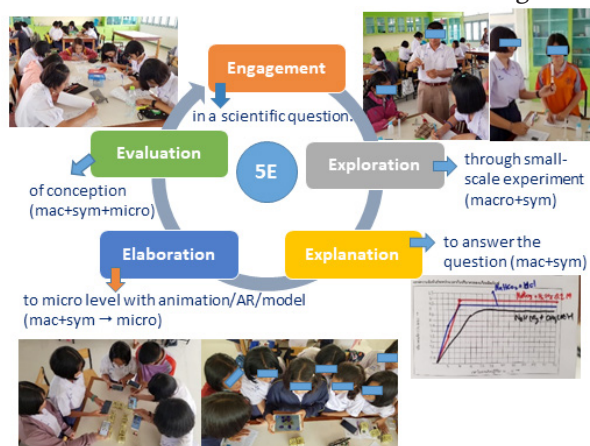 Engagement
in a scientific question.
Evaluation
5E
Exploration
of conception
(mac+sym+micro)
through small-
scale experiment
(macro+sym)
Elaboration
Explanation
to answer the
question (mac+sym)
to micro level with animation/AR/model
(mac+sym → micro)